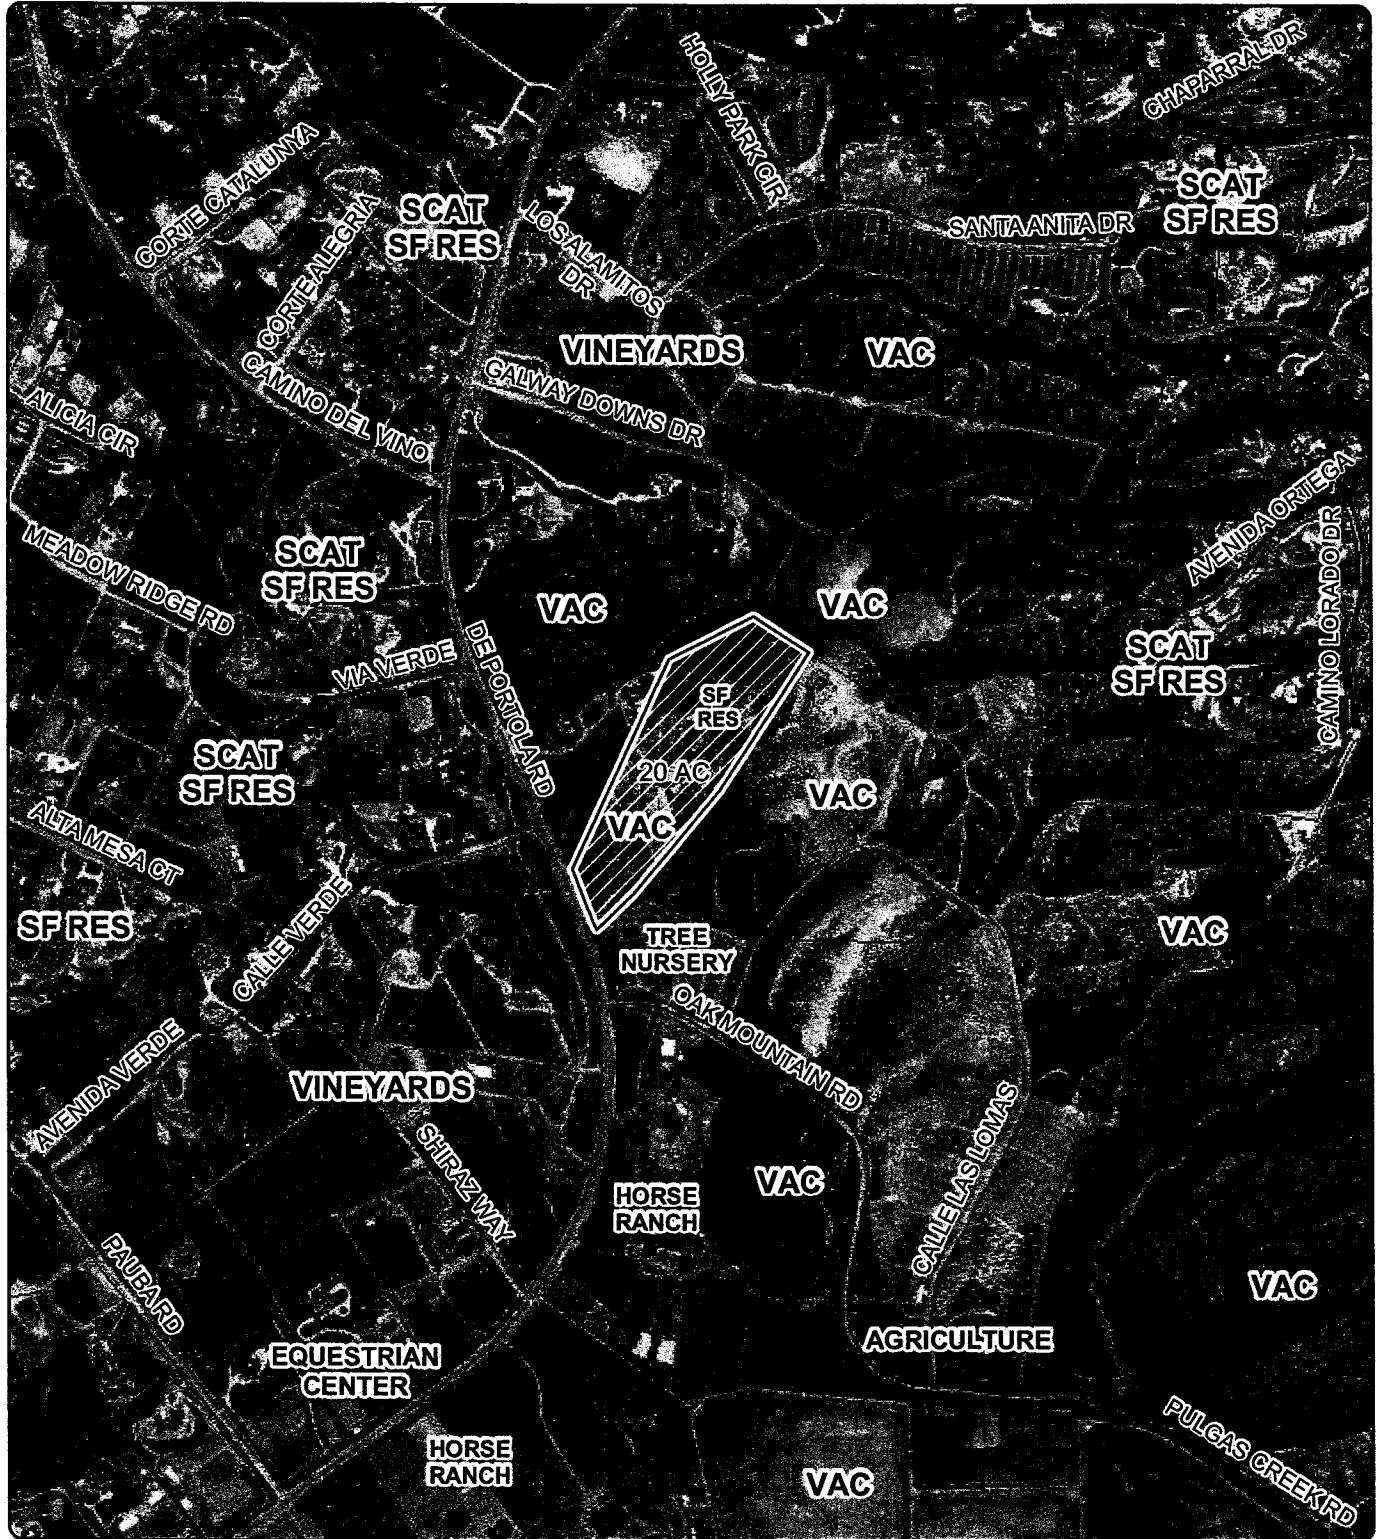 HOLLY PARK CIR
CHAPARRAL DR
CORTE CATALUNYA
CORTE ALEGRIA
SCAT
SF RES
LOS ALAMITOS
DR
SANTA ANITA DR
SCAT
SF RES
VINEYARDS
VAC
CAMINO DEL VINO
GALWAY DOWNS DR
ALICIA CIR
MEADOW RIDGE RD
SCAT
SF RES
VAC
VAC
AVENIDA ORTEGA
CAMINO LORADO DR
SCAT
SF RES
VIA VERDE
DE PORTOLA RD
SF
RES
20 AC
VAC
VAC
SCAT
SF RES
ALTA MESA CT
SF RES
CALLE VERDE
TREE
NURSERY
VAC
OAK MOUNTAIN RD
AVENIDA VERDE
VINEYARDS
SHIRAZ WAY
CALLE LAS LOMAS
VAC
HORSE
RANCH
PAUBA RD
VAC
AGRICULTURE
EQUESTRIAN
CENTER
HORSE
RANCH
VAC
PULGAS CREEK RD